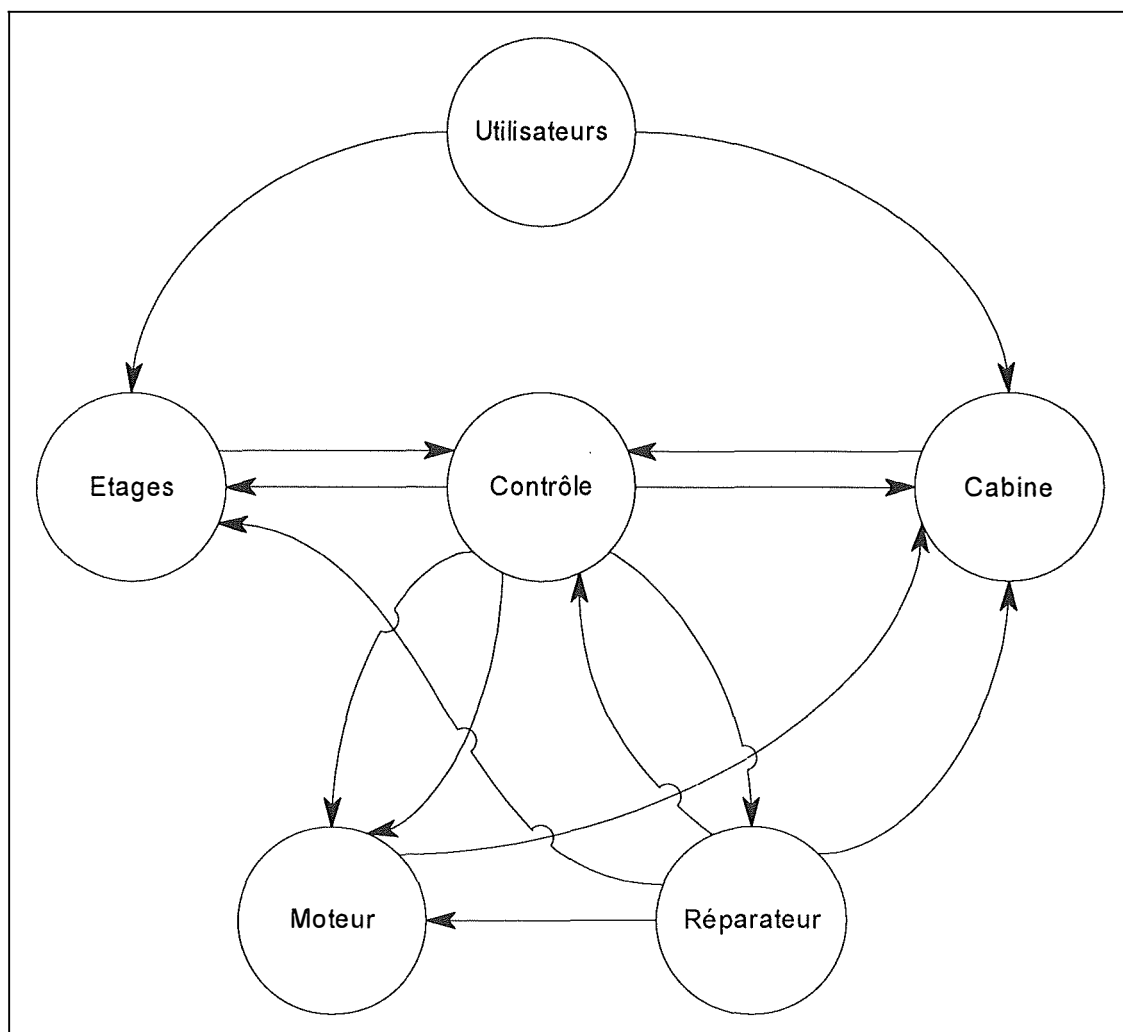 Utilisateurs
Etages
Contrôle
Cabine
Moteur
Réparateur